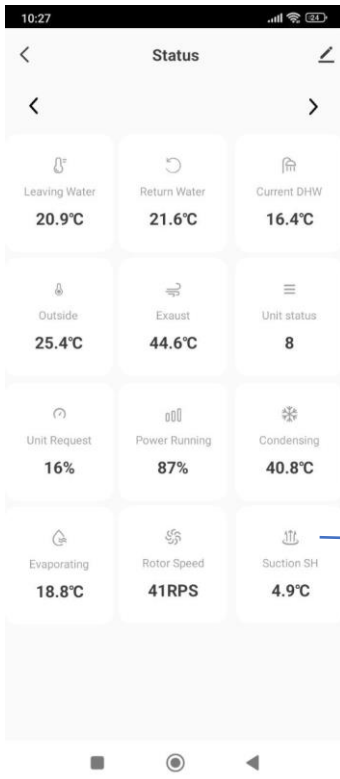 10:27
24
Status
Leaving Water
Return Water
Current DHW
20.9°C
21.6°C
16.4°C
Outside
Exaust
Unit status
25.4°C
44.6°C
8
Unit Request
Power Running
Condensing
16%
87%
40.8°C
Evaporating
Rotor Speed
Suction SH
18.8°C
41RPS
4.9°C